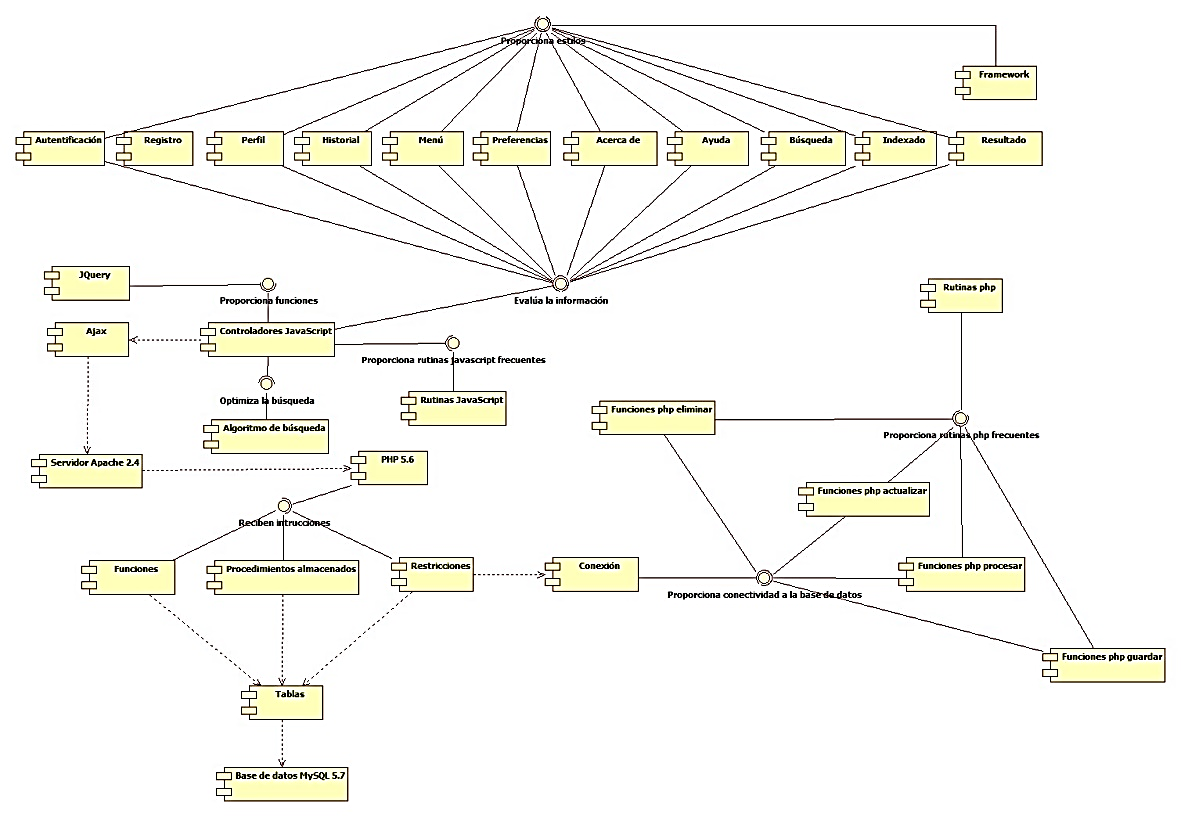 Proporciona estilos
Framework
Autentificación
Registro
Perfil
Historial
Menú
Preferencias
Acerca de
Ayuda
Búsqueda
Indexado
Resultado
JQuery
Proporciona funciones
Evalúa la información
Rutinas php
Ajax
Controladores JavaScript
Proporciona rutinas javascript frecuentes
Optimiza la búsqueda
Rutinas JavaScript
Funciones php eliminar
Algoritmo de búsqueda
Proporciona rutinas php frecuentes
Servidor Apache 2.4
PHP 5.6
Funciones php actualizar
Reciben intrucciones
Funciones
Procedimientos almacenados
Restricciones
Conexión
Funciones php procesar
Proporciona conectividad a la base de datos
Funciones php guardar
Tablas
Base de datos MySQL 5.7